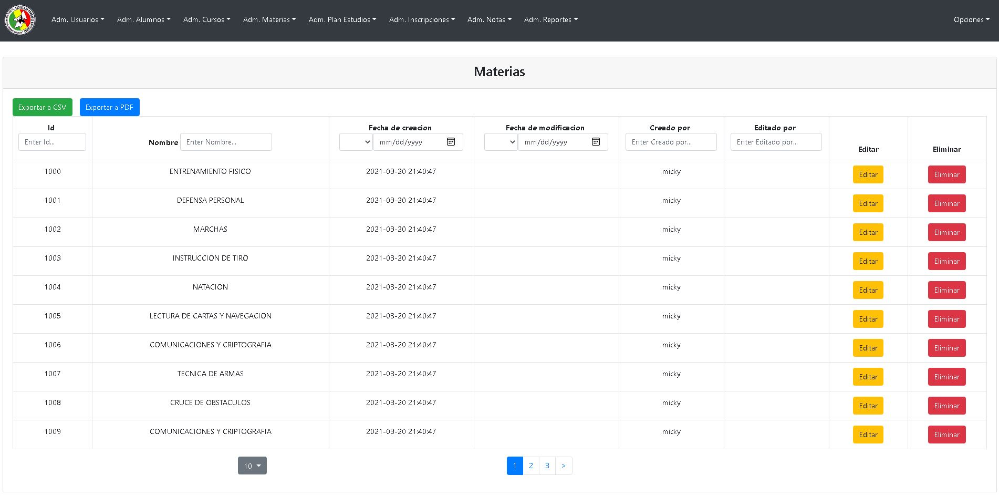 Adm. Usuarios Adm. Alumnos Adm. Cursos Adm. Materias Adm. Plan Estudios Adm. Inscripciones Adm. Notas Adm. Reportes Opciones
Materias
Exportar a CSV Exportar a PDF
Id Fecha de creacion Fecha de modificacion Creado por Editado por
Enter Id... Nombre Enter Nombre... mm/dd/yyyy mm/dd/yyyy Enter Creado por... Enter Editado por...
Editar Eliminar
1000 ENTRENAMIENTO FISICO 2021-03-20 21:40:47 micky Editar Eliminar
1001 DEFENSA PERSONAL 2021-03-20 21:40:47 micky Editar Eliminar
1002 MARCHAS 2021-03-20 21:40:47 micky Editar Eliminar
1003 INSTRUCCION DE TIRO 2021-03-20 21:40:47 micky Editar Eliminar
1004 NATACION 2021-03-20 21:40:47 micky Editar Eliminar
1005 LECTURA DE CARTAS Y NAVEGACION 2021-03-20 21:40:47 micky Editar Eliminar
1006 COMUNICACIONES Y CRIPTOGRAFIA 2021-03-20 21:40:47 micky Editar Eliminar
1007 TECNICA DE ARMAS 2021-03-20 21:40:47 micky Editar Eliminar
1008 CRUCE DE OBSTACULOS 2021-03-20 21:40:47 micky Editar Eliminar
1009 COMUNICACIONES Y CRIPTOGRAFIA 2021-03-20 21:40:47 micky Editar Eliminar
10 1 2 3 >